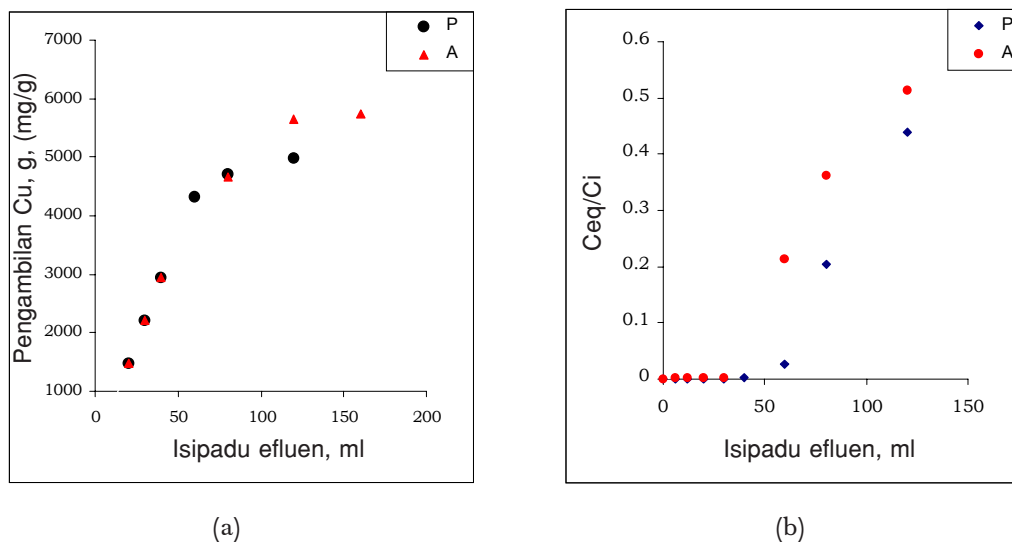 P
A
7000
6000
5000
4000
3000
2000
1000
0
50
100
150
200
Pengambilan Cu, g, (mg/g)
Isipadu efluen, ml
(a)
P
A
0.6
0.5
0.4
0.3
0.2
0.1
0
0
50
100
150
Ceq/Ci
Isipadu efluen, ml
(b)